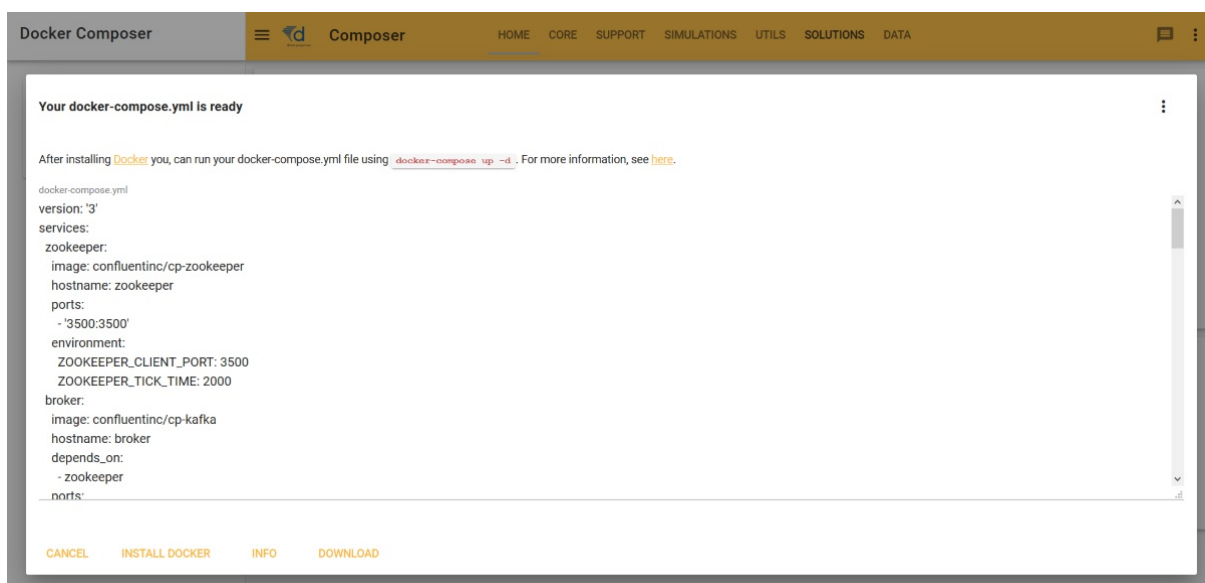 Docker Composer
Composer
HOME CORE SUPPORT SIMULATIONS UTILS SOLUTIONS DATA
Your docker-compose.yml is ready
After installing Docker you, can run your docker-compose.yml file using docker-compose up -d . For more information, see here.
docker-compose.yml
version: '3'
services:
zookeeper:
image: confluentinc/cp-zookeeper
hostname: zookeeper
ports:
- '3500:3500'
environment:
ZOOKEEPER_CLIENT_PORT: 3500
ZOOKEEPER_TICK_TIME: 2000
broker:
image: confluentinc/cp-kafka
hostname: broker
depends_on:
- zookeeper
ports:
CANCEL INSTALL DOCKER INFO DOWNLOAD